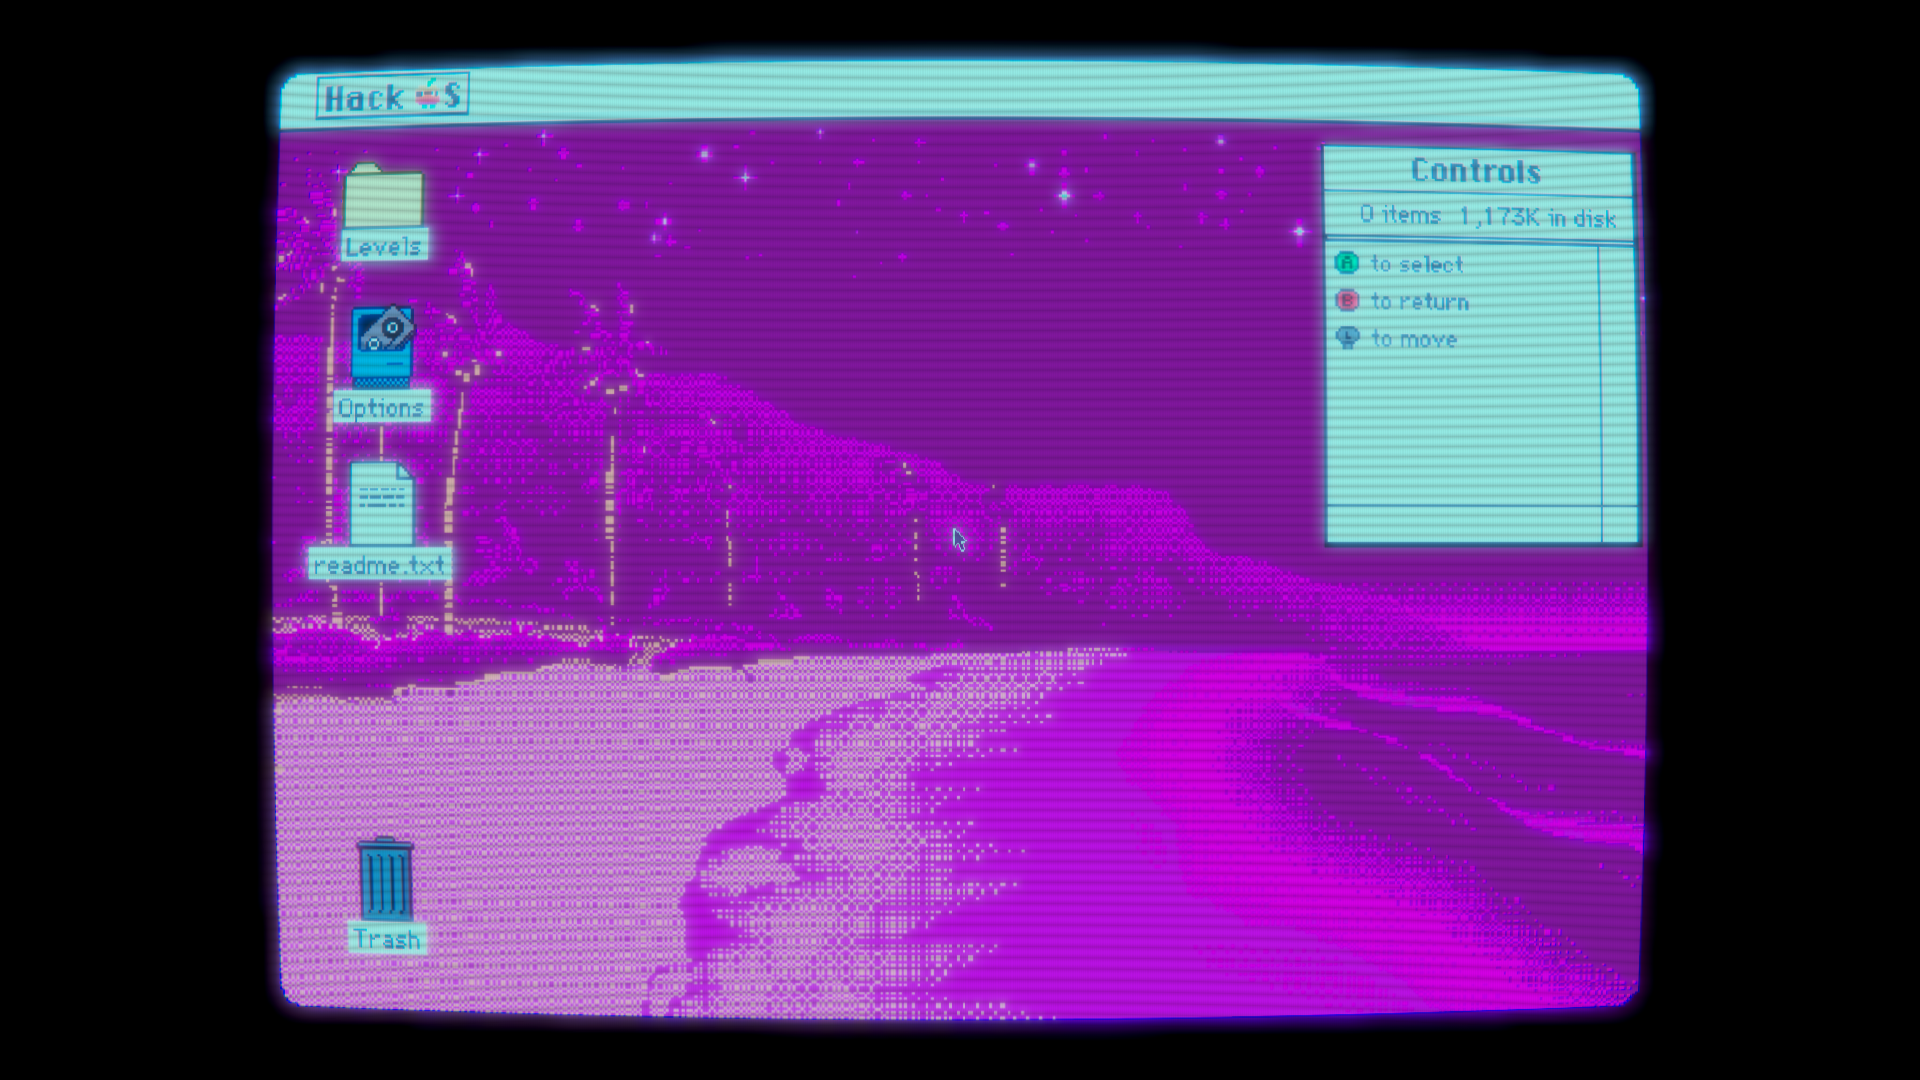 Hack S
Levels
Options
readme.txt
Trash
Controls
0 items 1,173K in disk
A to select
B to return
L to move